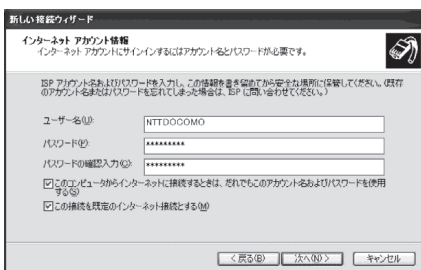 新しい接続ウィザード
インターネット アカウント情報
インターネット アカウントにサインインするにはアカウント名とパスワードが必要です。
ISP アカウント名およびパスワードを入力し、この情報を書き留めてから安全な場所に保管してください。(既存
のアカウント名またはパスワードを忘れてしまった場合は、ISP に問い合わせてください。)
ユーザー名(U):
NTTDOCOMO
パスワード(P):
*********
パスワードの確認入力(C):
*********
このコンピュータからインターネットに接続するときは、だれでもこのアカウント名およびパスワードを使用
する(S)
この接続を既定のインターネット接続とする(M)
< 戻る(B)
次へ(N) >
キャンセル